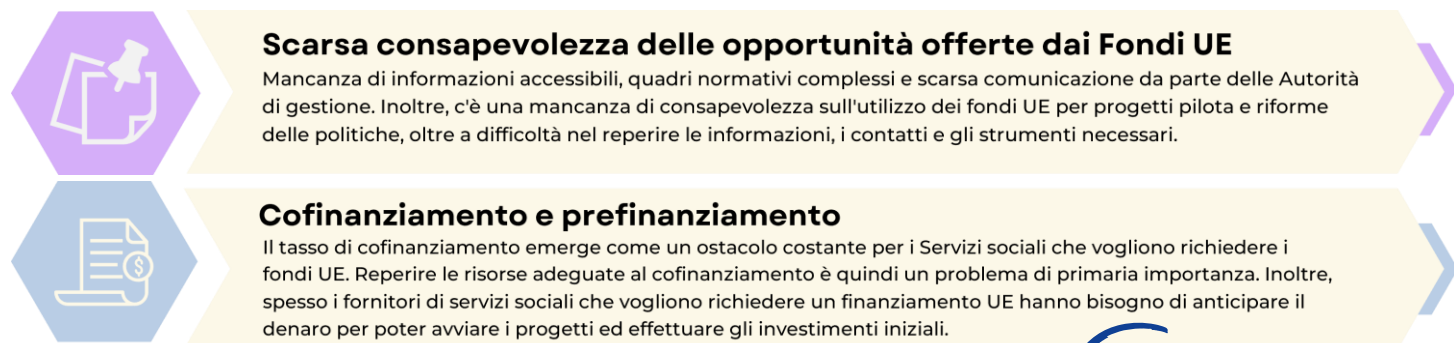 Scarsa consapevolezza delle opportunità offerte dai Fondi UE
Mancanza di informazioni accessibili, quadri normativi complessi e scarsa comunicazione da parte delle Autorità
di gestione. Inoltre, c'è una mancanza di consapevolezza sull'utilizzo dei fondi UE per progetti pilota e riforme
delle politiche, oltre a difficoltà nel reperire le informazioni, i contatti e gli strumenti necessari.
Cofinanziamento e prefinanziamento
Il tasso di cofinanziamento emerge come un ostacolo costante per i Servizi sociali che vogliono richiedere i
fondi UE. Reperire le risorse adeguate al cofinanziamento è quindi un problema di primaria importanza. Inoltre,
spesso i fornitori di servizi sociali che vogliono richiedere un finanziamento UE hanno bisogno di anticipare il
denaro per poter avviare i progetti ed effettuare gli investimenti iniziali.
$